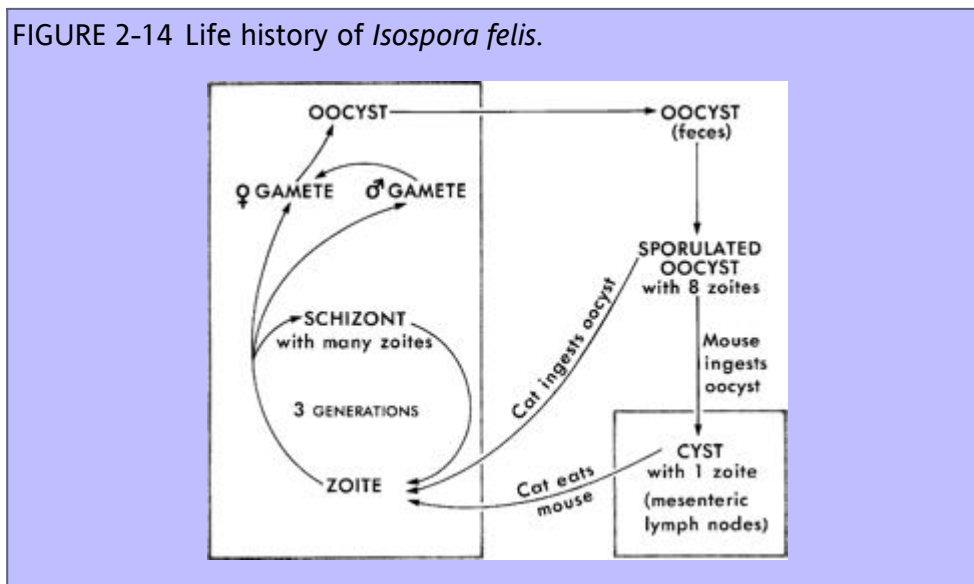 FIGURE 2-14 Life history of Isospora felis.
OOCYST
OOCYST
(feces)
♀ GAMETE
♂ GAMETE
SPORULATED
OOCYST
with 8 zoites
SCHIZONT
with many zoites
Cat ingests oocyst
Mouse
ingests
oocyst
3 GENERATIONS
ZOITE
Cat eats
mouse
CYST
with 1 zoite
(mesenteric
lymph nodes)